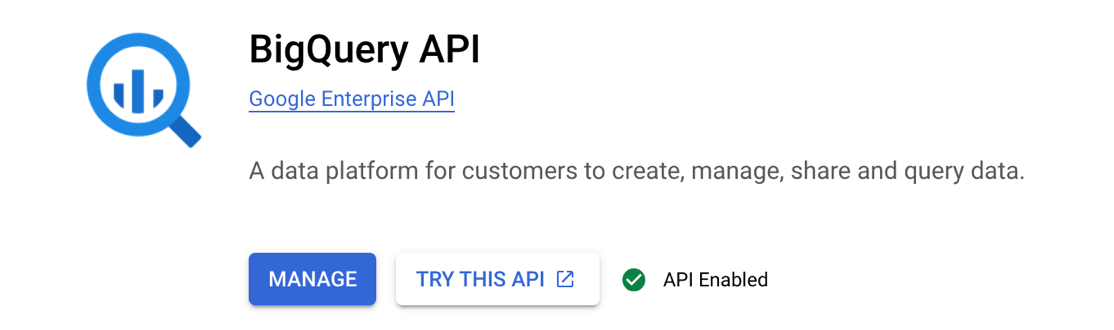 BigQuery API
Google Enterprise API
A data platform for customers to create, manage, share and query data.
MANAGE TRY THIS API API Enabled